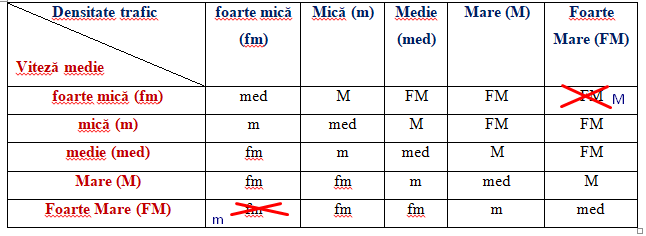 Densitate trafic
Viteză medie
foarte mică (fm)
Mică (m)
Medie (med)
Mare (M)
Foarte Mare (FM)
foarte mică (fm) med M FM FM FM M
mică (m) m med M FM FM
medie (med) fm m med M FM
Mare (M) fm fm m med M
Foarte Mare (FM) m fm fm fm m med